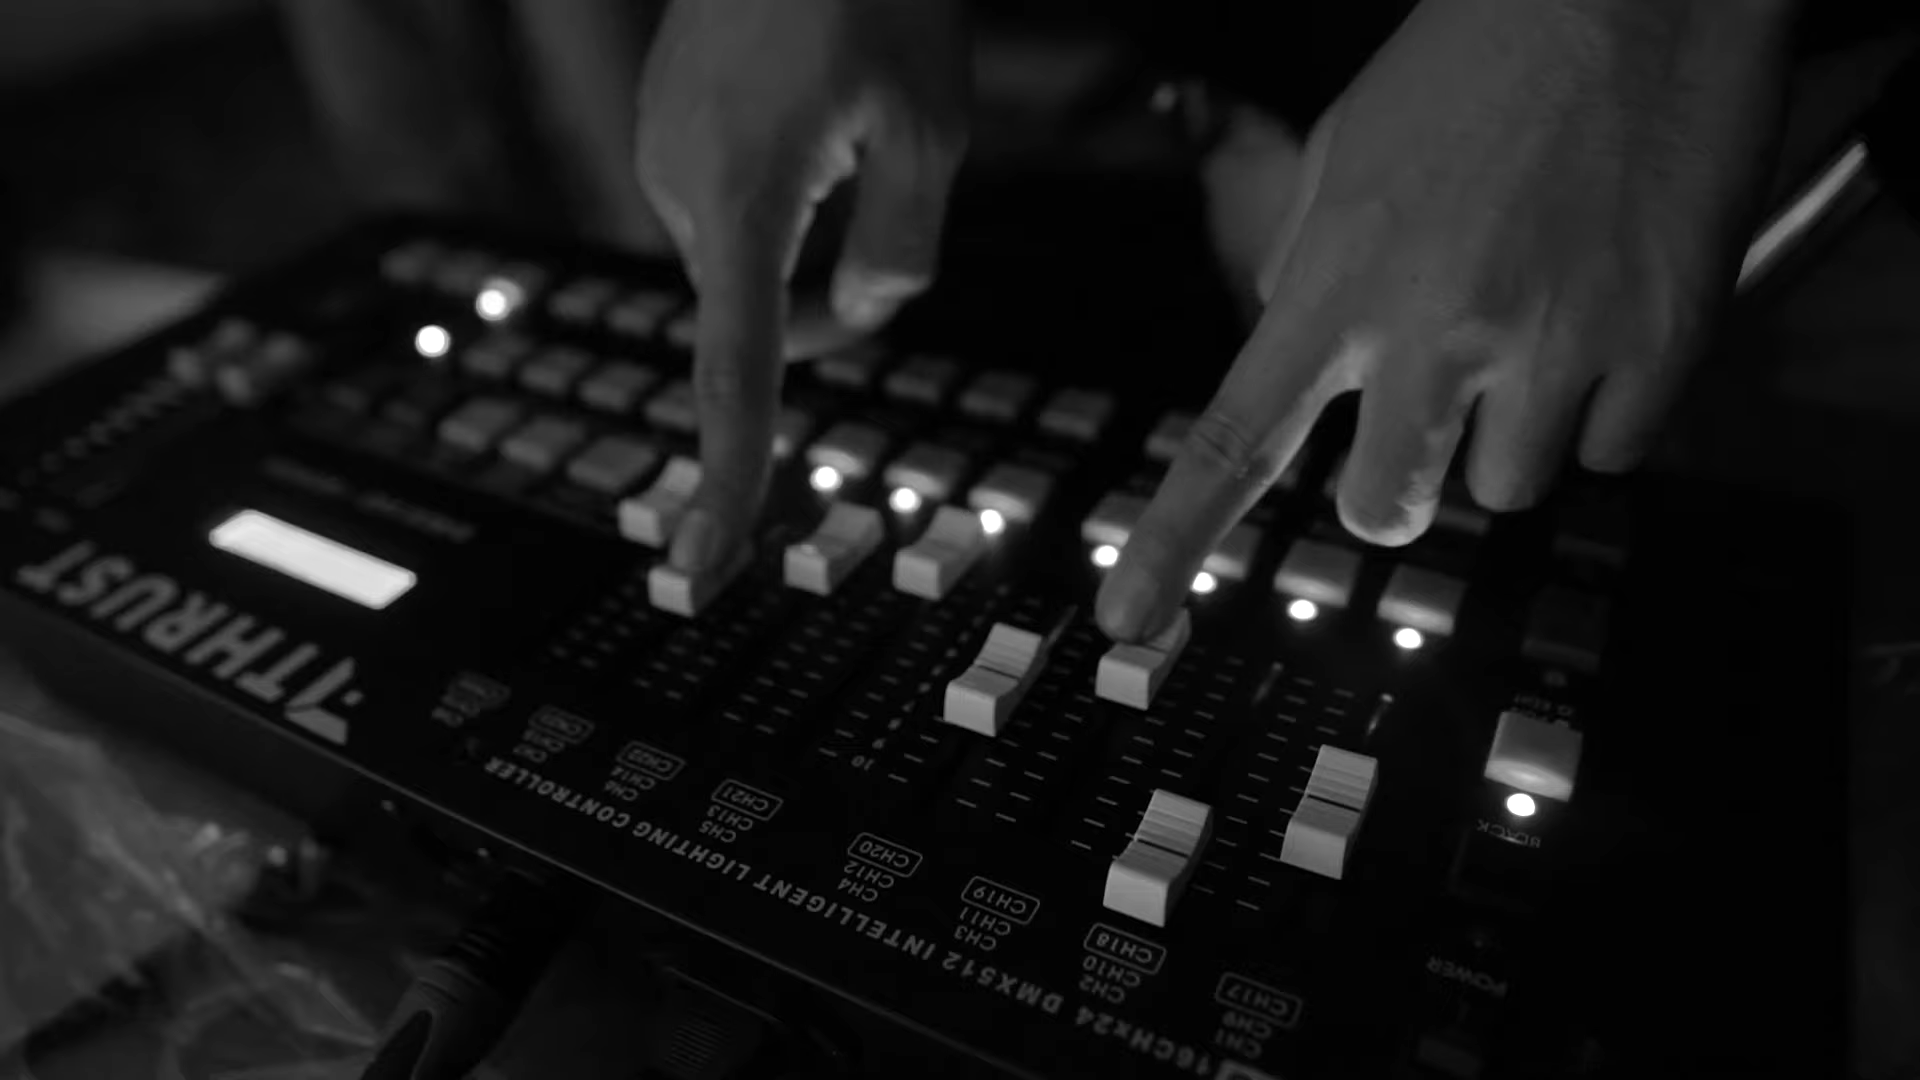 THRUST
16CHx24 DMX512 INTELLIGENT LIGHTING CONTROLLER
CH1
CH9
CH17
CH2
CH10
CH18
CH3
CH11
CH19
CH4
CH12
CH20
CH5
CH13
CH21
CH6
CH14
CH22
10
POWER
BLACK